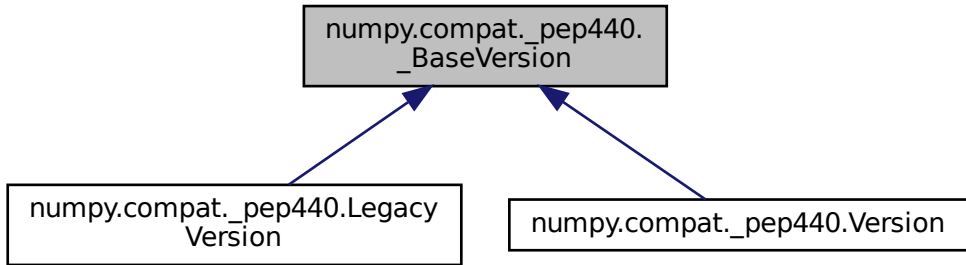 numpy.compat._pep440.
_BaseVersion
numpy.compat._pep440.Legacy
Version
numpy.compat._pep440.Version